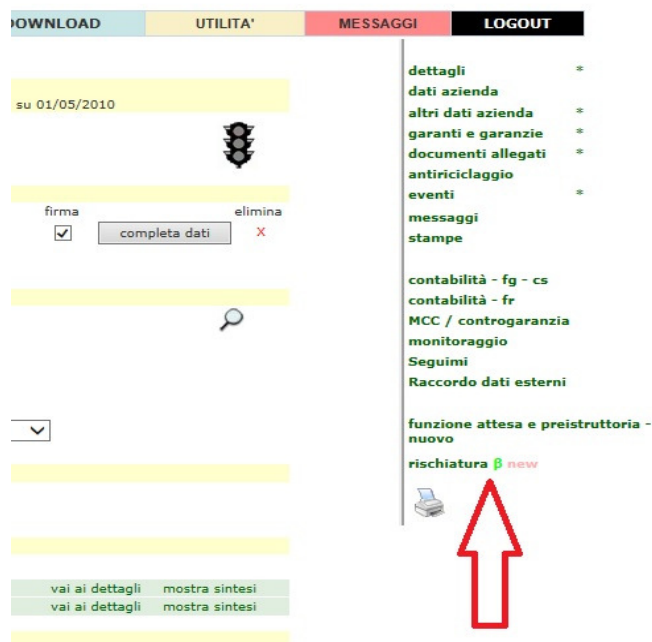 DOWNLOAD UTILITA' MESSAGGI LOGOUT
su 01/05/2010
firma elimina
completa dati X
dettagli *
dati azienda
altri dati azienda *
garanti e garanzie *
documenti allegati *
antiriciclaggio
eventi *
messaggi
stampe
contabilità - fg - cs
contabilità - fr
MCC / controgaranzia
monitoraggio
Seguimi
Raccordo dati esterni
funzione attesa e preistruttoria -
nuovo
rischiatura β new
vai ai dettagli mostra sintesi
vai ai dettagli mostra sintesi